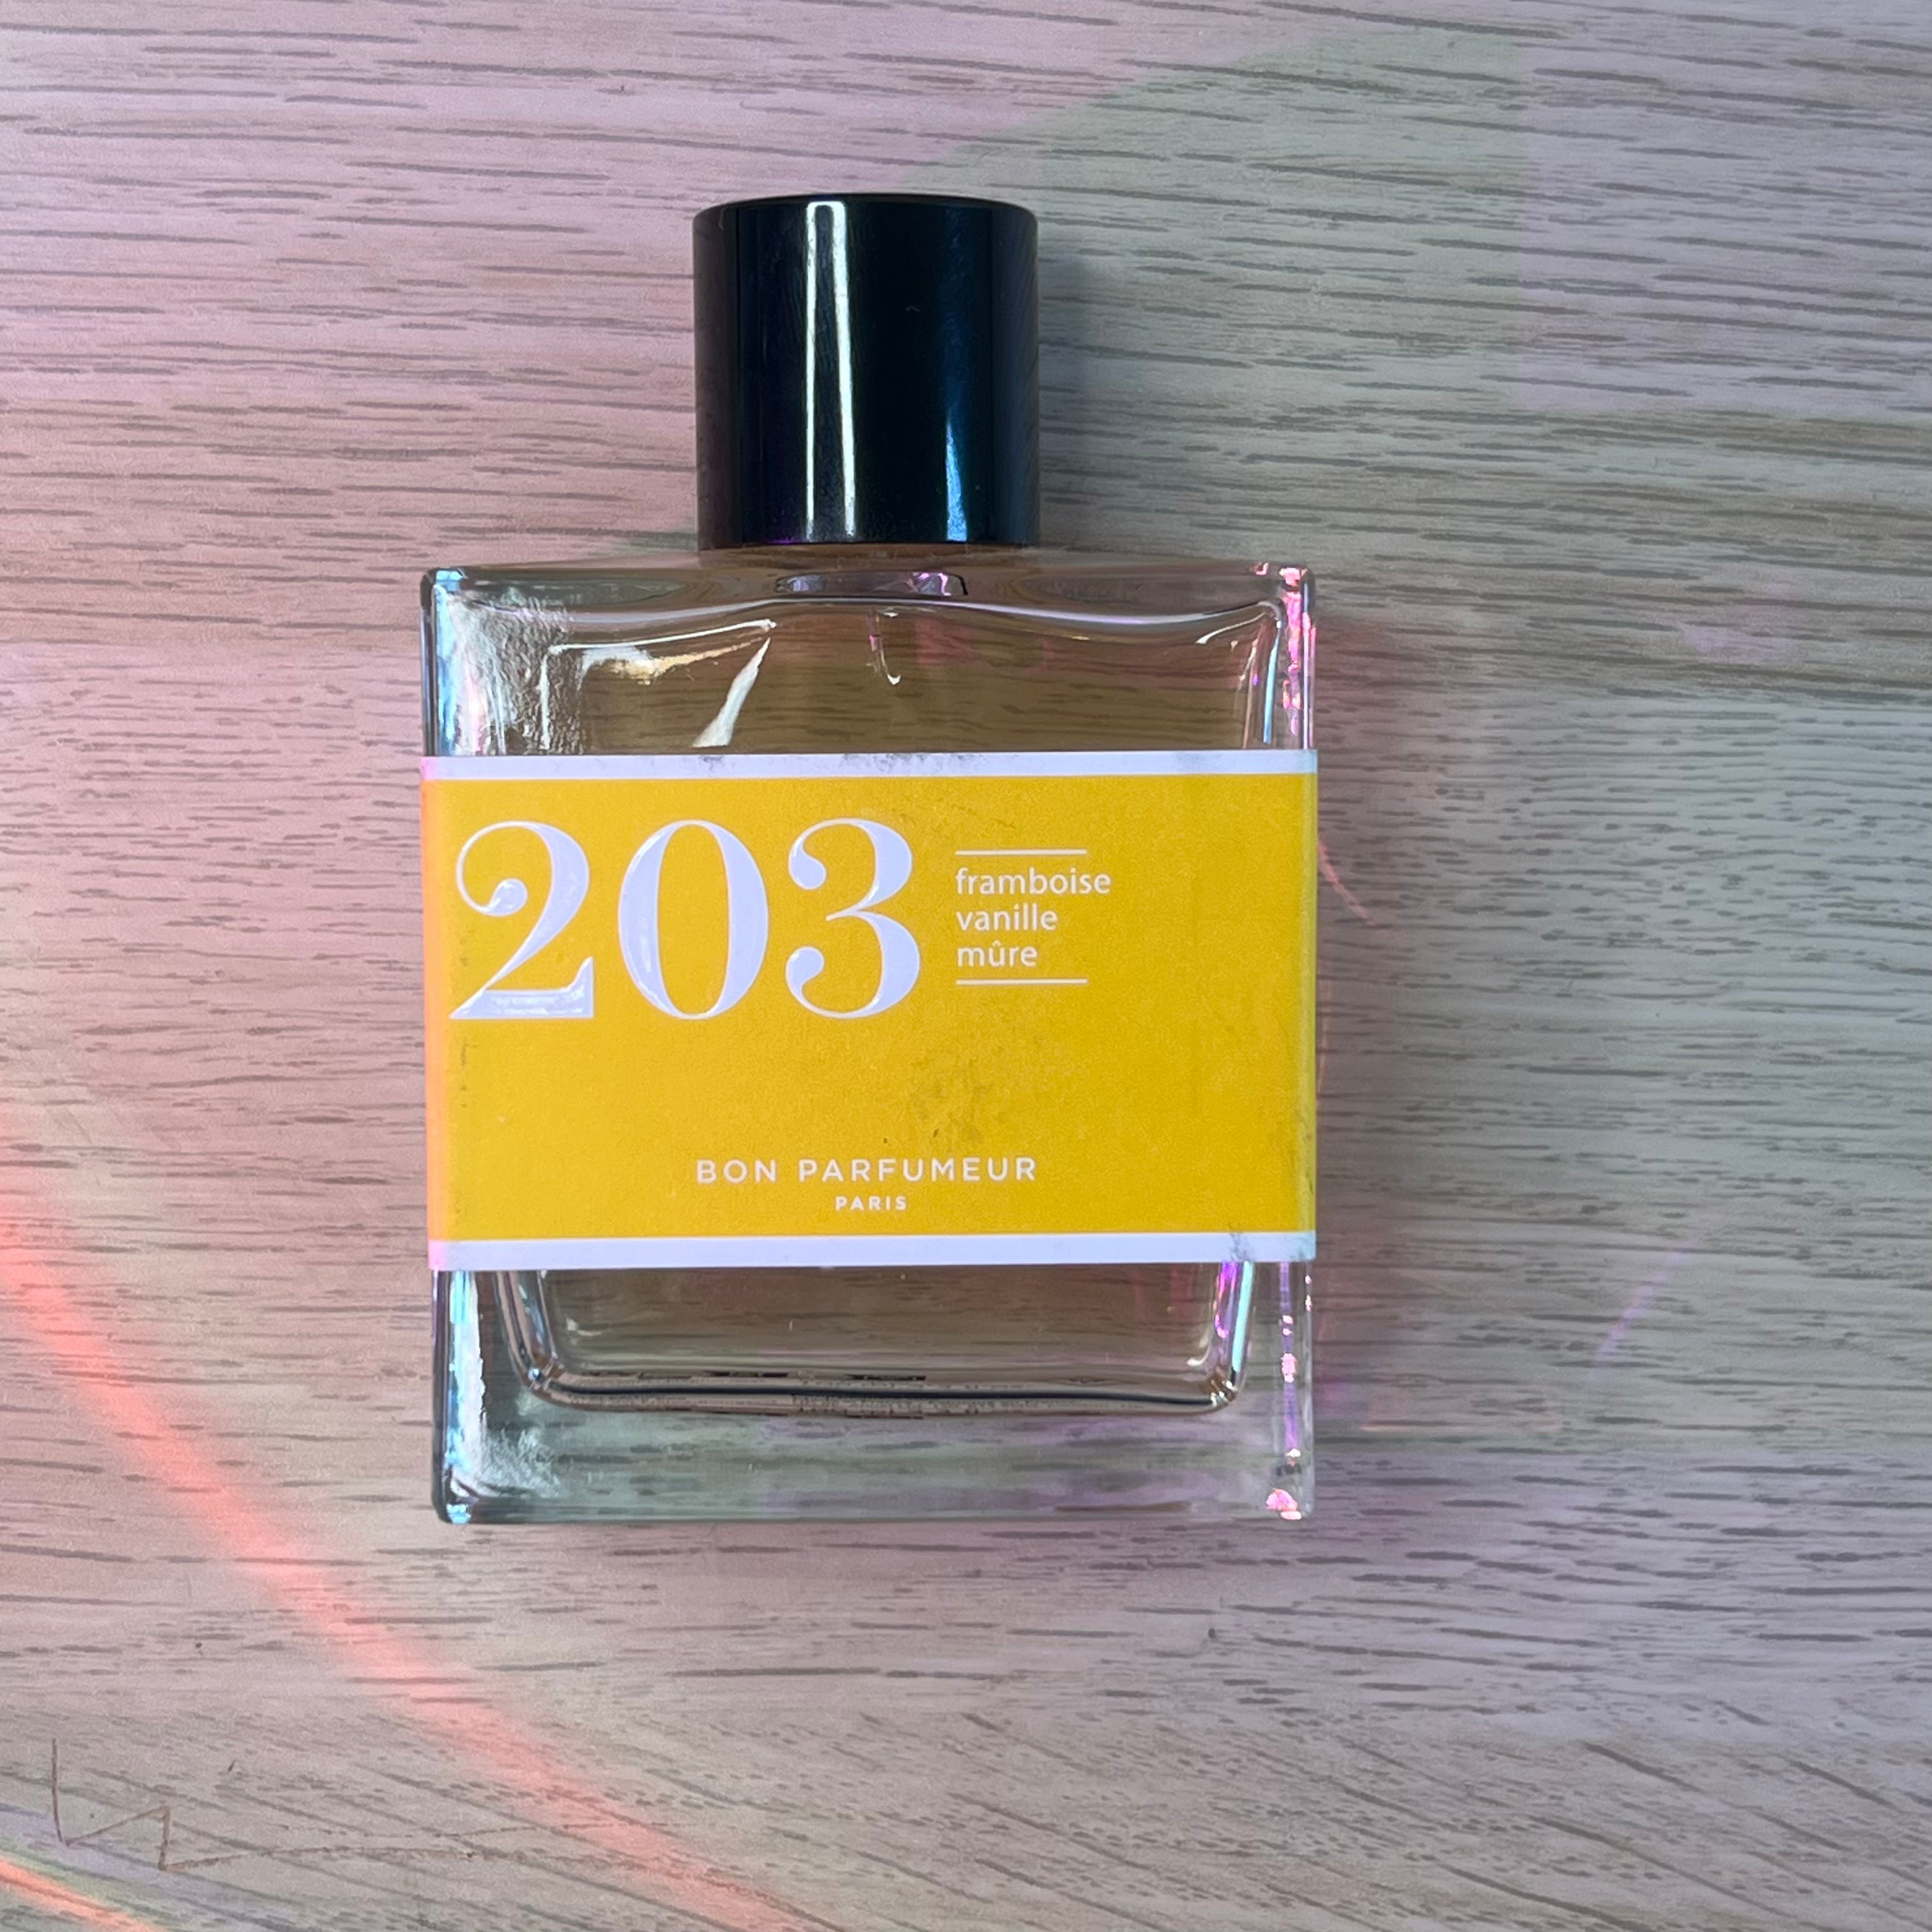 203
framboise
vanille
mûre
BON PARFUMEUR
PARIS